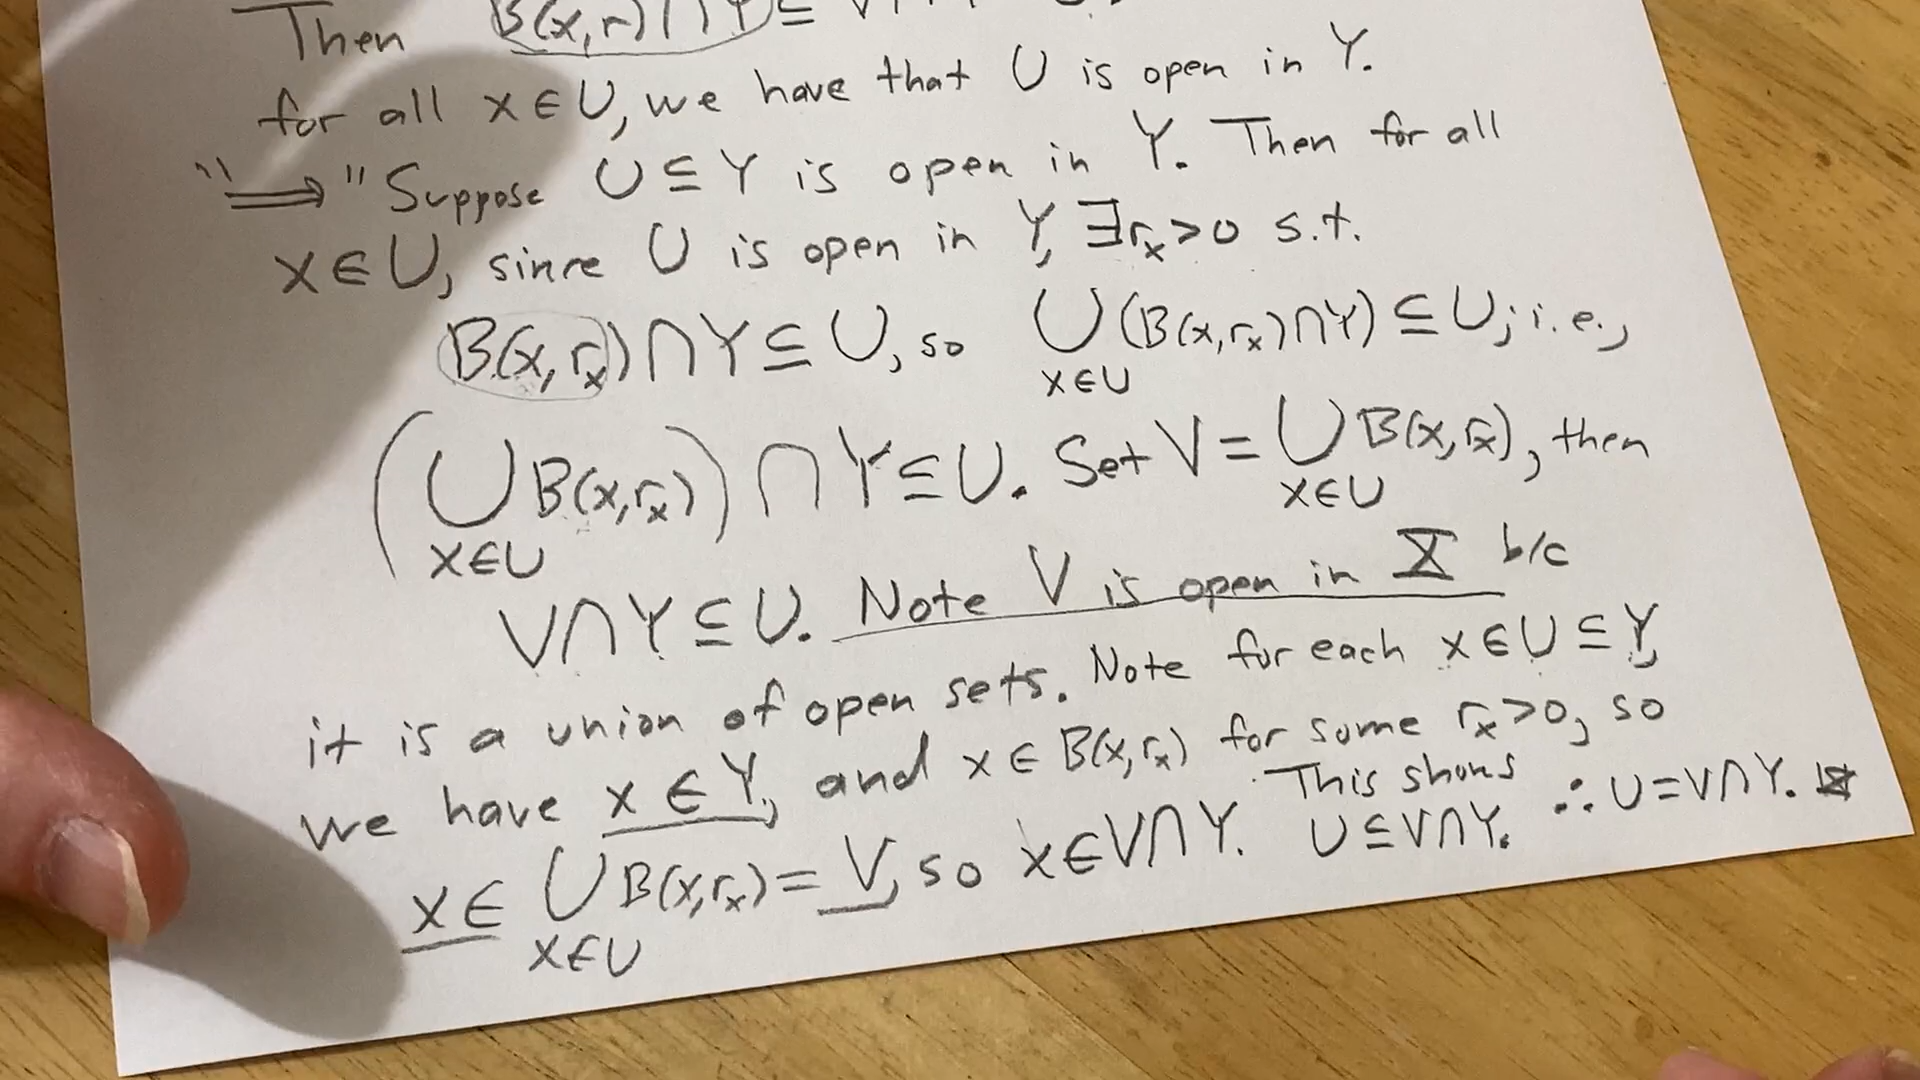 Then B(x,r)∩Y ⊆ V∩Y
for all x∈U, we have that U is open in Y.
"⟹" Suppose U⊆Y is open in Y. Then for all
x∈U, since U is open in Y, ∃r_x>0 s.t.
B(x,r_x)∩Y⊆U, so ⋃_{x∈U} (B(x,r_x)∩Y) ⊆ U; i.e.,
(⋃_{x∈U} B(x,r_x)) ∩ Y⊆U. Set V = ⋃_{x∈U} B(x,r_x), then
V∩Y⊆U. Note V is open in X b/c
it is a union of open sets. Note for each x∈U⊆Y,
we have x∈Y, and x∈B(x,r_x) for some r_x>0, so
x∈ ⋃_{x∈U} B(x,r_x) = V, so x∈V∩Y. This shows U⊆V∩Y. ∴ U=V∩Y.